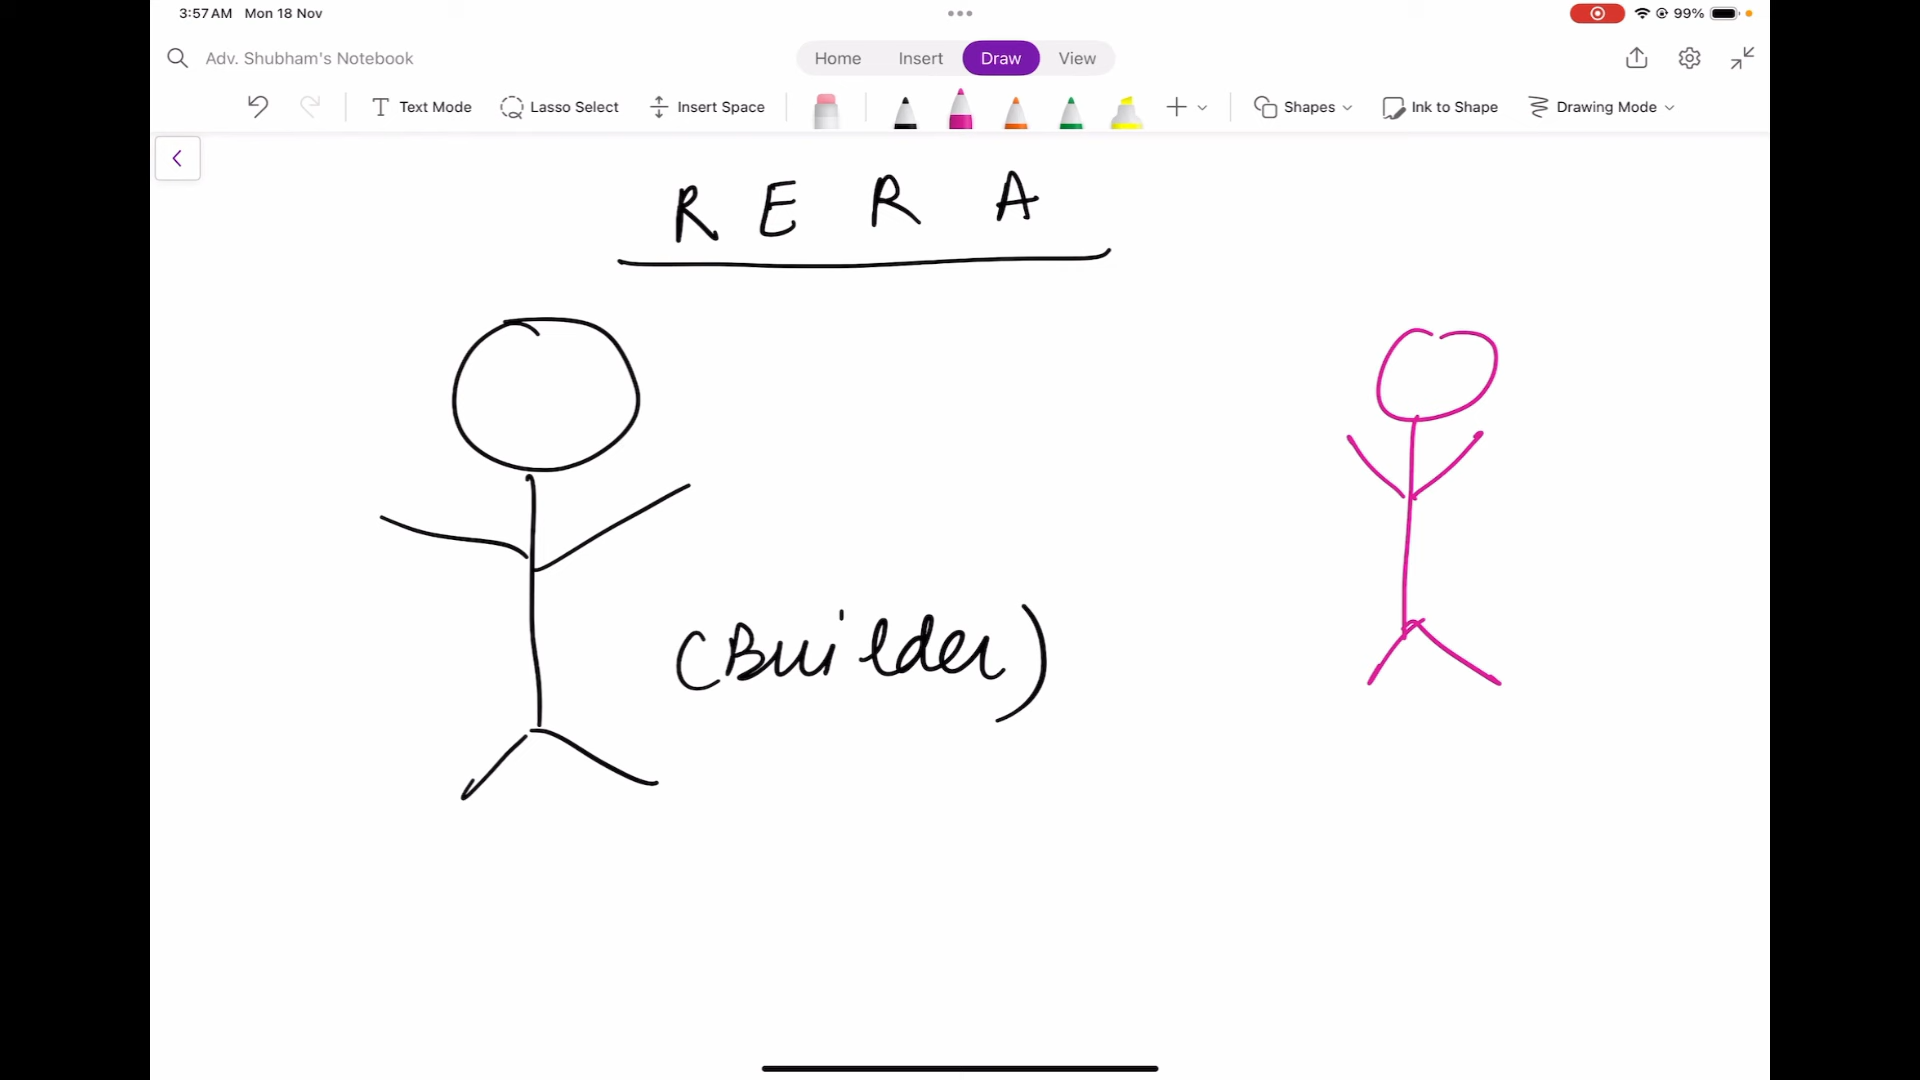 3:57 AM Mon 18 Nov
99%
Adv. Shubham's Notebook
Home Insert Draw View
Text Mode Lasso Select Insert Space Shapes Ink to Shape Drawing Mode
R E R A
(Builder)